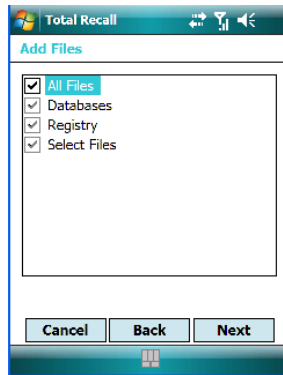 Total Recall
Add Files
All Files
Databases
Registry
Select Files
Cancel Back Next